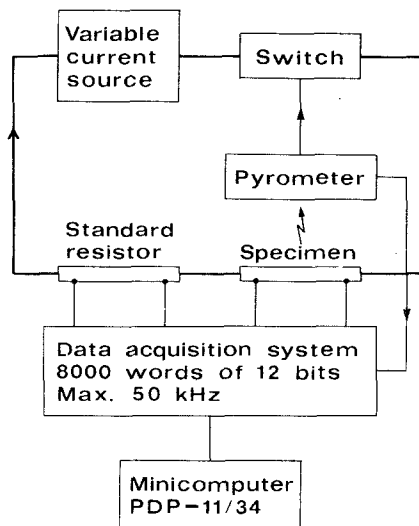 Variable
current
source
Switch
Pyrometer
Standard
resistor
Specimen
Data acquisition system
8000 words of 12 bits
Max. 50 kHz
Minicomputer
PDP-11/34